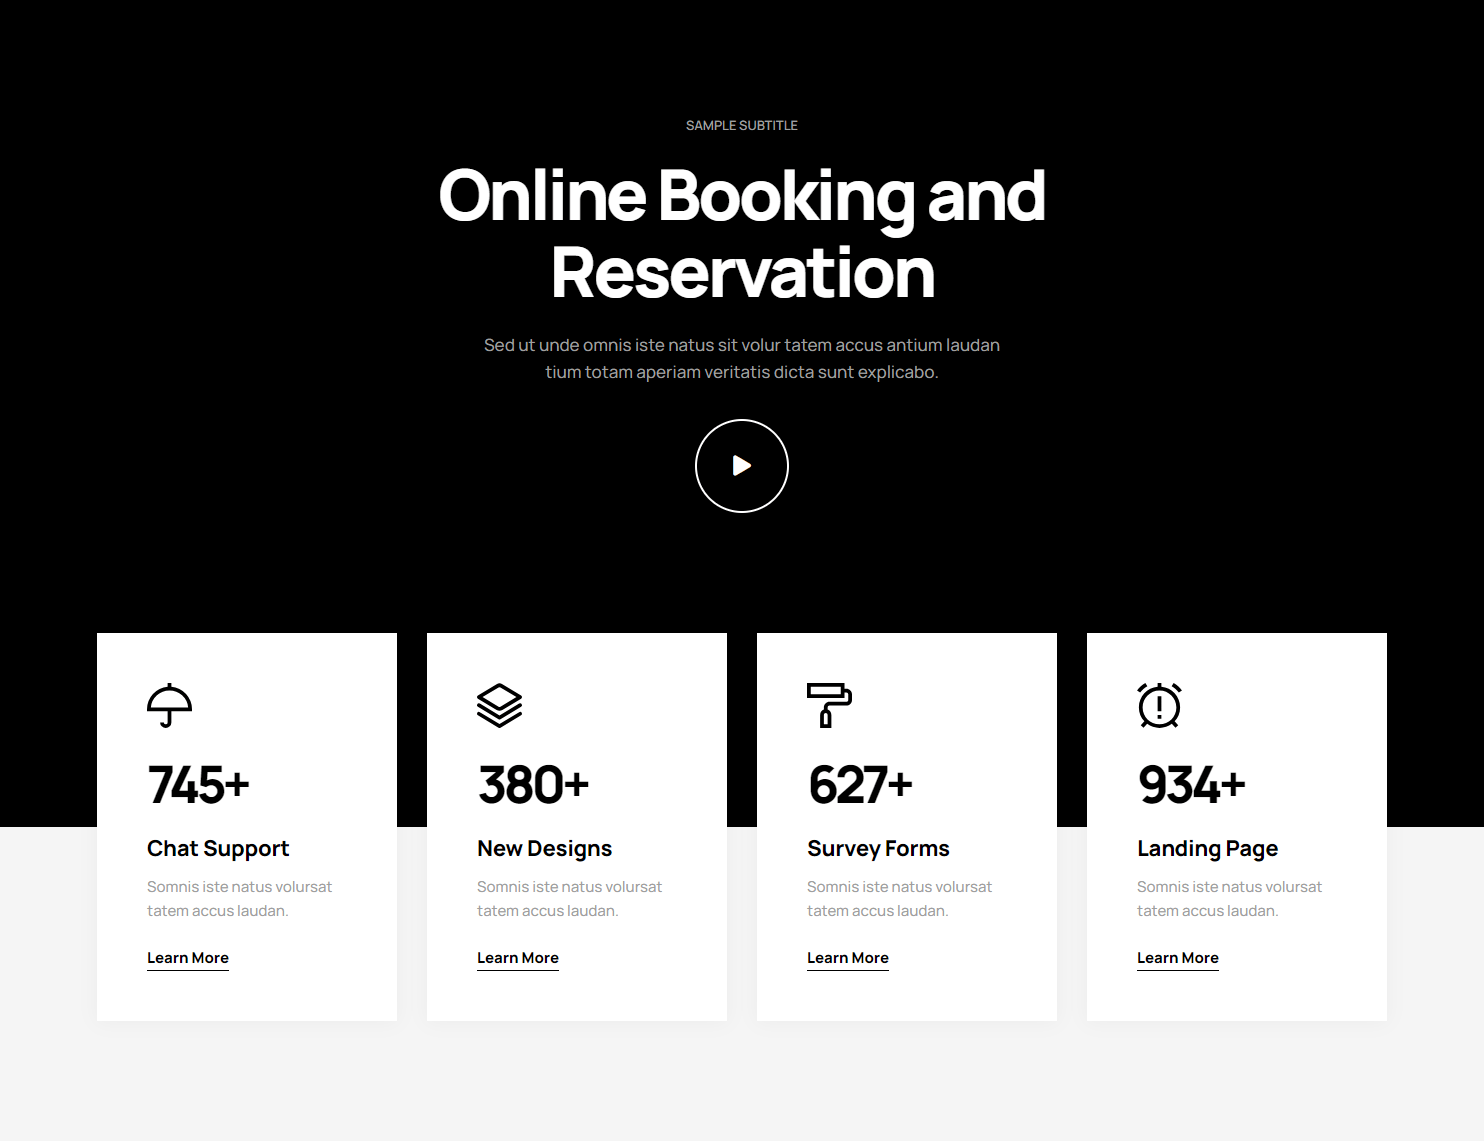 SAMPLE SUBTITLE
Online Booking and
Reservation
Sed ut unde omnis iste natus sit volur tatem accus antium laudan
tium totam aperiam veritatis dicta sunt explicabo.
745+
Chat Support
Somnis iste natus volursat
tatem accus laudan.
Learn More
380+
New Designs
Somnis iste natus volursat
tatem accus laudan.
Learn More
627+
Survey Forms
Somnis iste natus volursat
tatem accus laudan.
Learn More
934+
Landing Page
Somnis iste natus volursat
tatem accus laudan.
Learn More